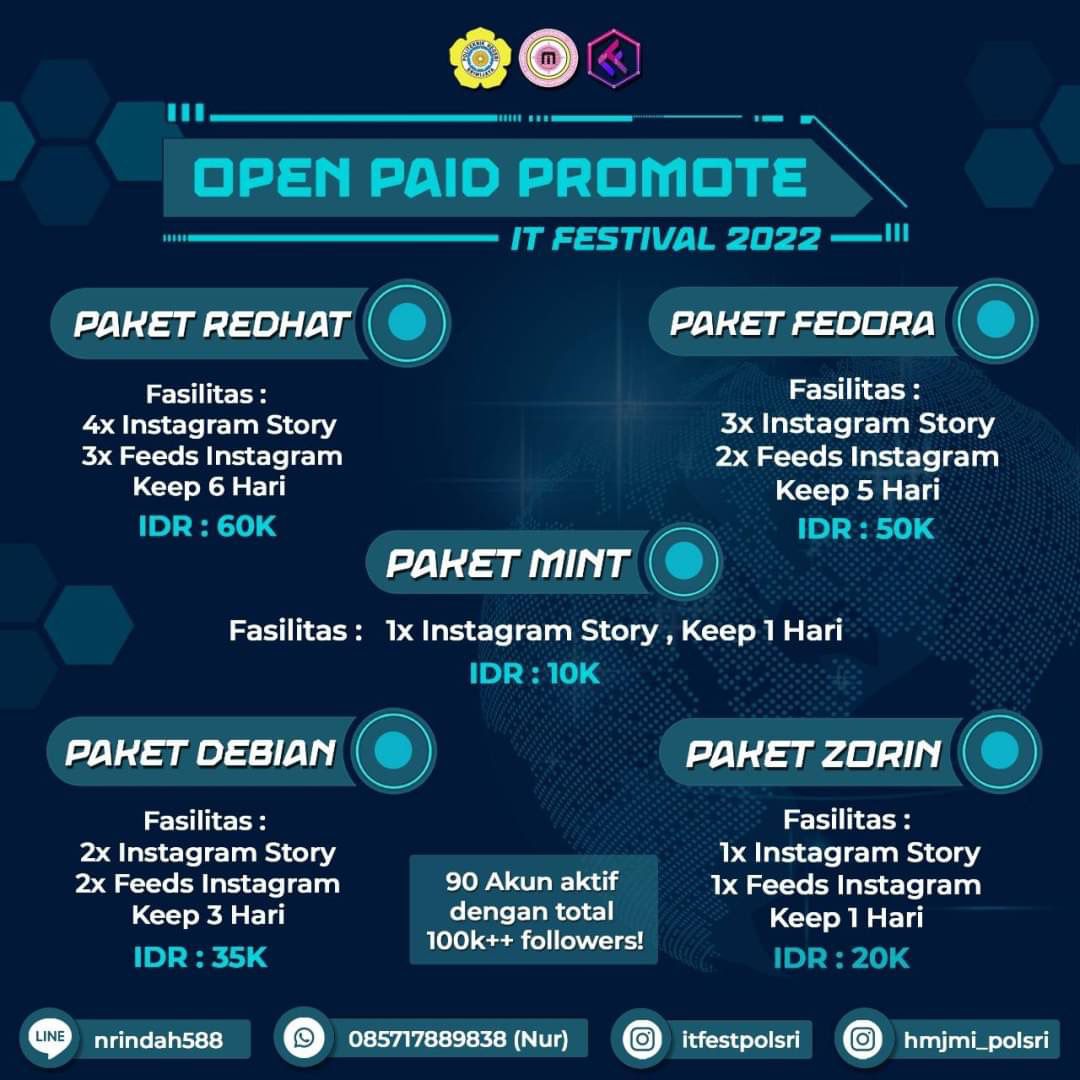 POLITEKNIK NEGERI
SRIWIJAYA
OPEN PAID PROMOTE
IT FESTIVAL 2022
PAKET REDHAT
Fasilitas :
4x Instagram Story
3x Feeds Instagram
Keep 6 Hari
IDR : 60K
PAKET FEDORA
Fasilitas :
3x Instagram Story
2x Feeds Instagram
Keep 5 Hari
IDR : 50K
PAKET MINT
Fasilitas : 1x Instagram Story , Keep 1 Hari
IDR : 10K
PAKET DEBIAN
Fasilitas :
2x Instagram Story
2x Feeds Instagram
Keep 3 Hari
IDR : 35K
90 Akun aktif
dengan total
100k++ followers!
PAKET ZORIN
Fasilitas :
1x Instagram Story
1x Feeds Instagram
Keep 1 Hari
IDR : 20K
LINE nrindah588
085717889838 (Nur)
itfestpolsri
hmjmi_polsri